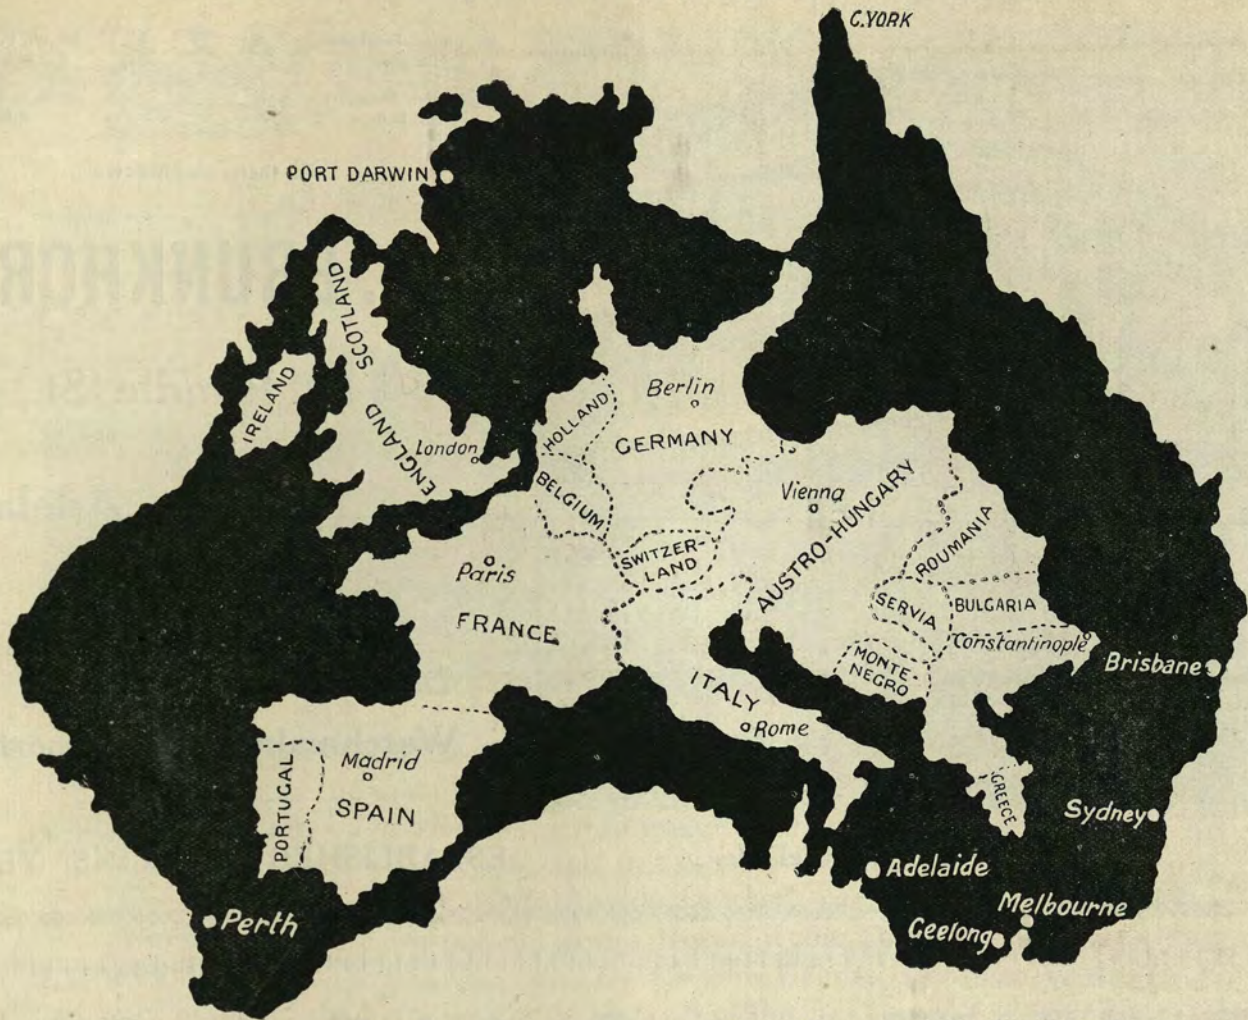 C.YORK
PORT DARWIN
SCOTLAND
IRELAND
ENGLAND
London
HOLLAND
Berlin
GERMANY
BELGIUM
SWITZER-
LAND
Vienna
AUSTRO-HUNGARY
ROUMANIA
SERVIA
BULGARIA
Constantinople
MONTE-
NEGRO
Paris
FRANCE
ITALY
Rome
Brisbane
PORTUGAL
Madrid
SPAIN
GREECE
Sydney
Adelaide
Melbourne
Geelong
Perth